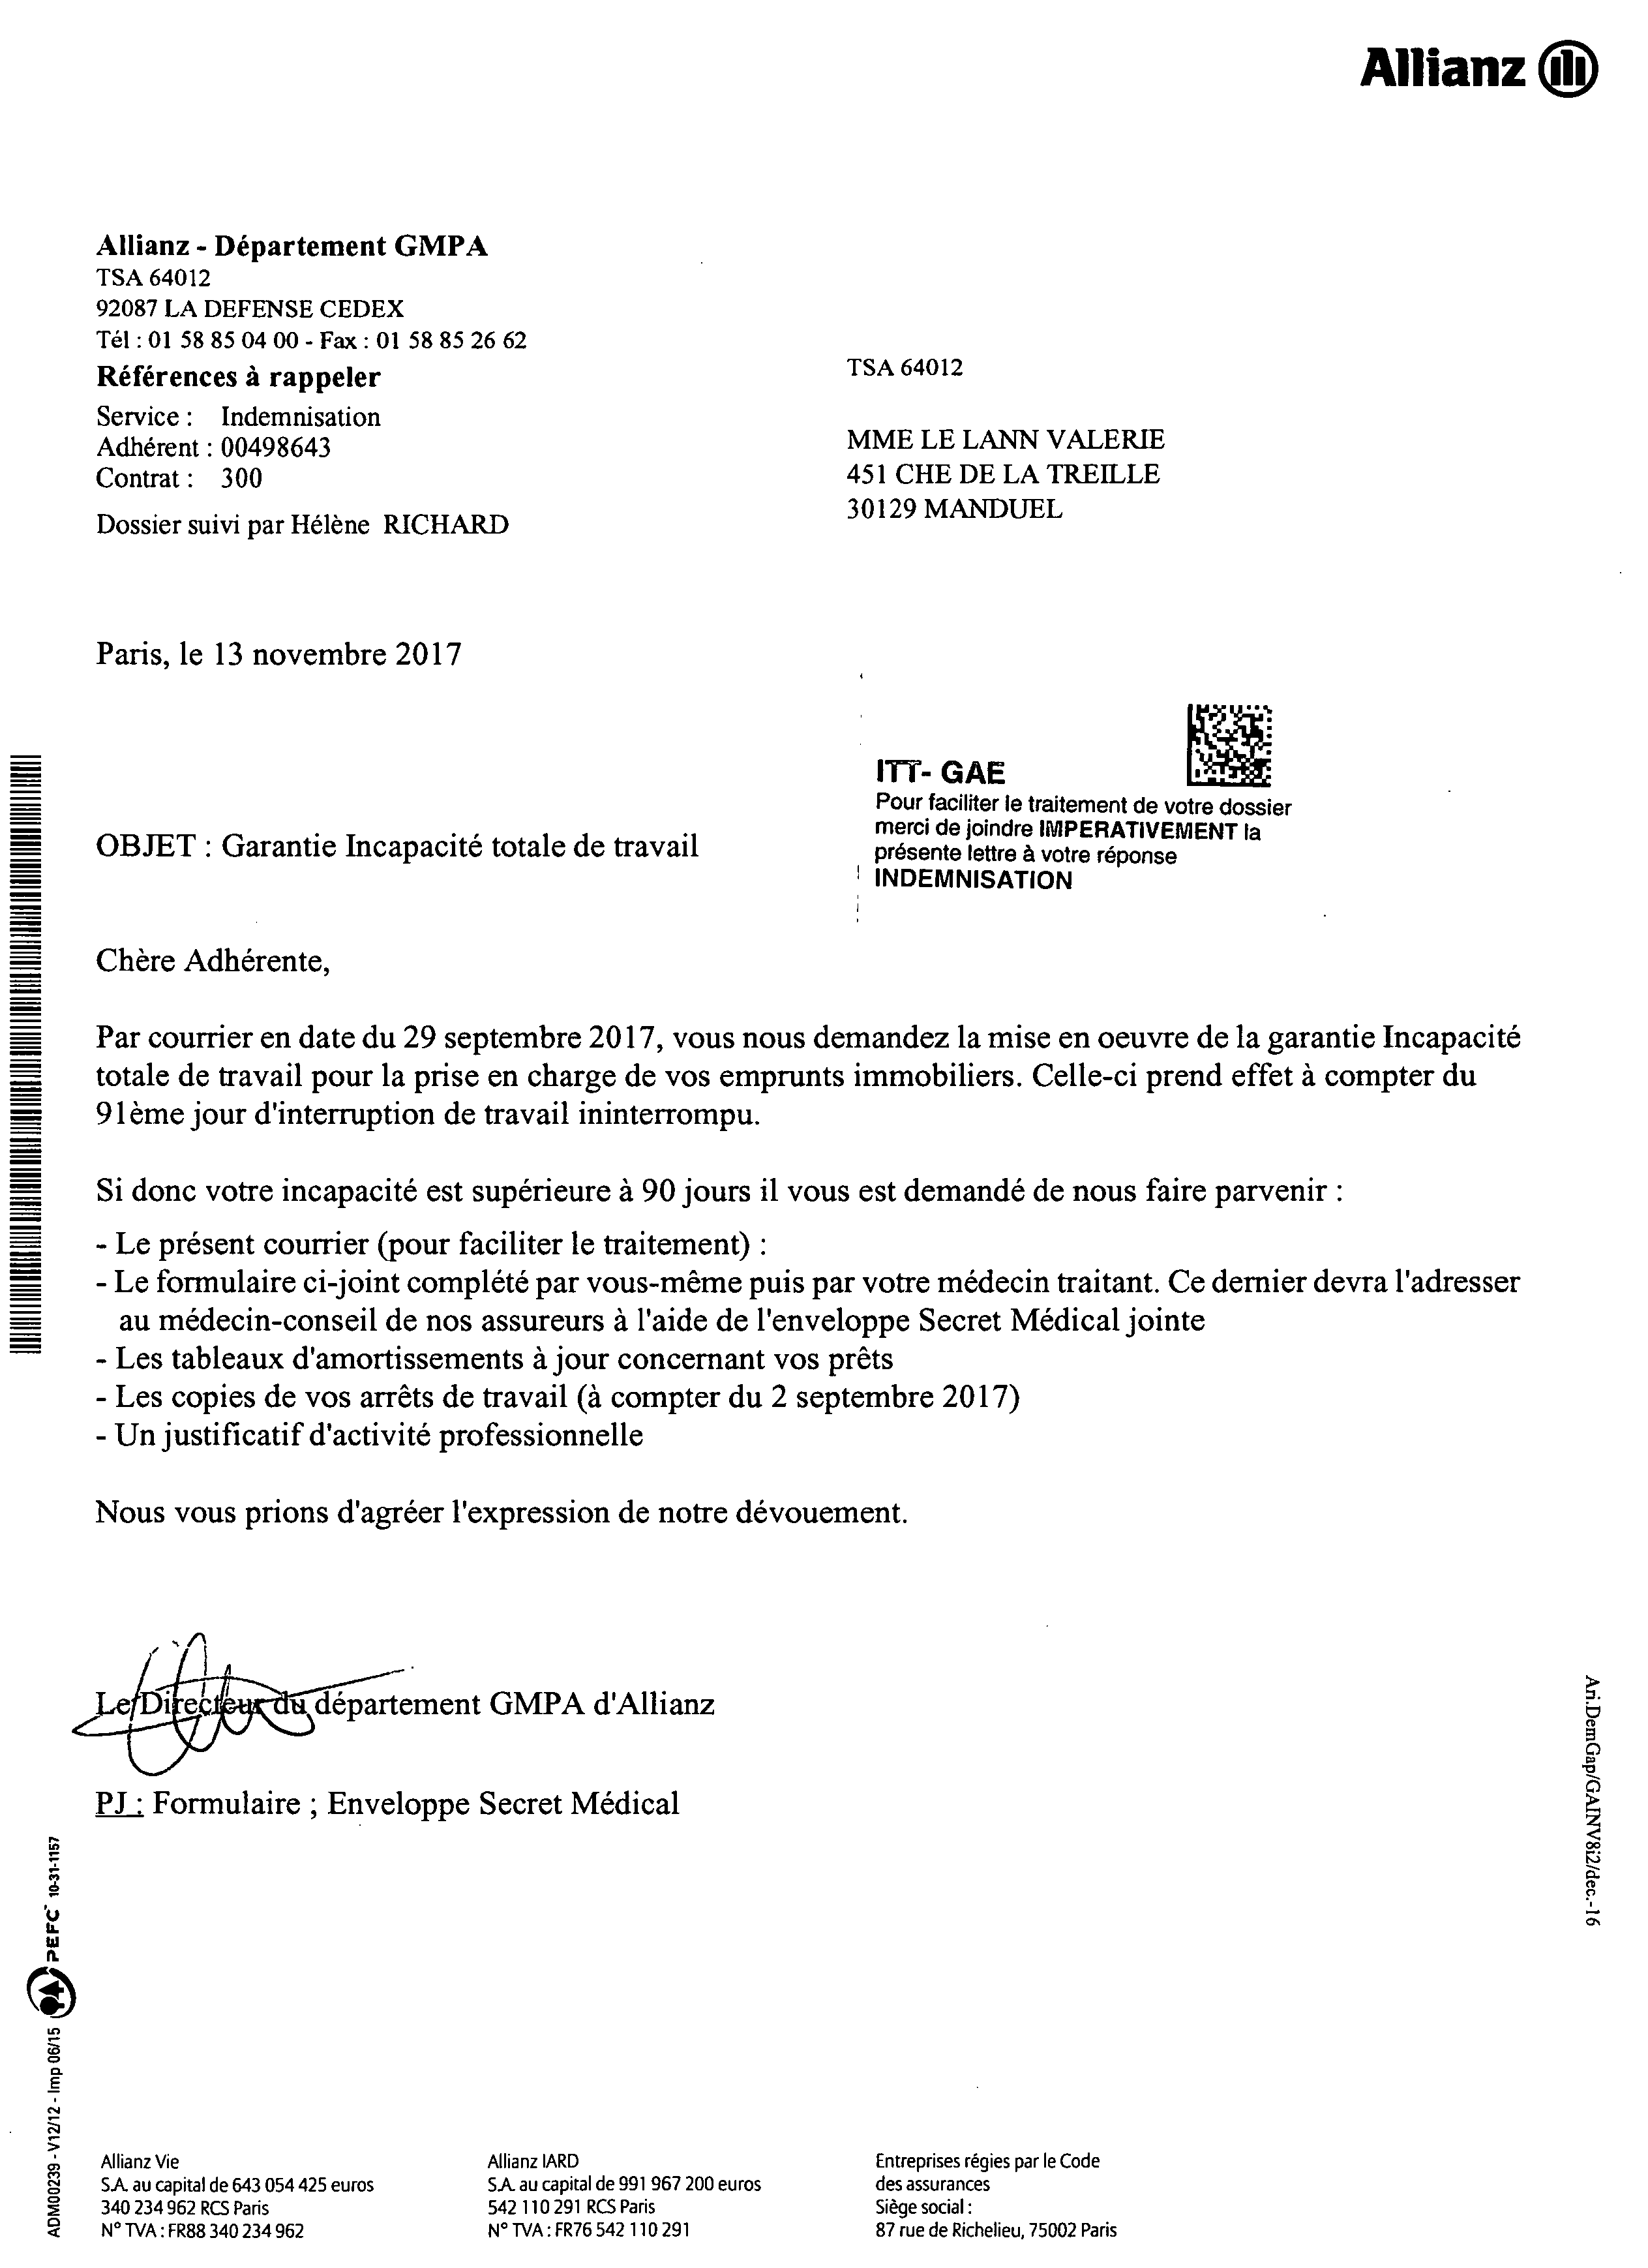 Allianz
Allianz - Département GMPA
TSA 64012
92087 LA DEFENSE CEDEX
Tél : 01 58 85 04 00 - Fax : 01 58 85 26 62
Références à rappeler
Service : Indemnisation
Adhérent : 00498643
Contrat : 300
Dossier suivi par Hélène RICHARD
TSA 64012
MME LE LANN VALERIE
451 CHE DE LA TREILLE
30129 MANDUEL
Paris, le 13 novembre 2017
ITT- GAE
Pour faciliter le traitement de votre dossier
merci de joindre IMPERATIVEMENT la
présente lettre à votre réponse
INDEMNISATION
OBJET : Garantie Incapacité totale de travail
Chère Adhérente,
Par courrier en date du 29 septembre 2017, vous nous demandez la mise en oeuvre de la garantie Incapacité
totale de travail pour la prise en charge de vos emprunts immobiliers. Celle-ci prend effet à compter du
91ème jour d'interruption de travail ininterrompu.
Si donc votre incapacité est supérieure à 90 jours il vous est demandé de nous faire parvenir :
- Le présent courrier (pour faciliter le traitement) :
- Le formulaire ci-joint complété par vous-même puis par votre médecin traitant. Ce dernier devra l'adresser
au médecin-conseil de nos assureurs à l'aide de l'enveloppe Secret Médical jointe
- Les tableaux d'amortissements à jour concernant vos prêts
- Les copies de vos arrêts de travail (à compter du 2 septembre 2017)
- Un justificatif d'activité professionnelle
Nous vous prions d'agréer l'expression de notre dévouement.
Le Directeur du département GMPA d'Allianz
PJ : Formulaire ; Enveloppe Secret Médical
Ari.DemGap/GAINV8i2/dec.-16
ADM00239 - V12/12 - Imp 06/15
PEFC 10-31-1157
Allianz Vie
S.A. au capital de 643 054 425 euros
340 234 962 RCS Paris
N° TVA : FR88 340 234 962
Allianz IARD
S.A. au capital de 991 967 200 euros
542 110 291 RCS Paris
N° TVA : FR76 542 110 291
Entreprises régies par le Code
des assurances
Siège social :
87 rue de Richelieu, 75002 Paris